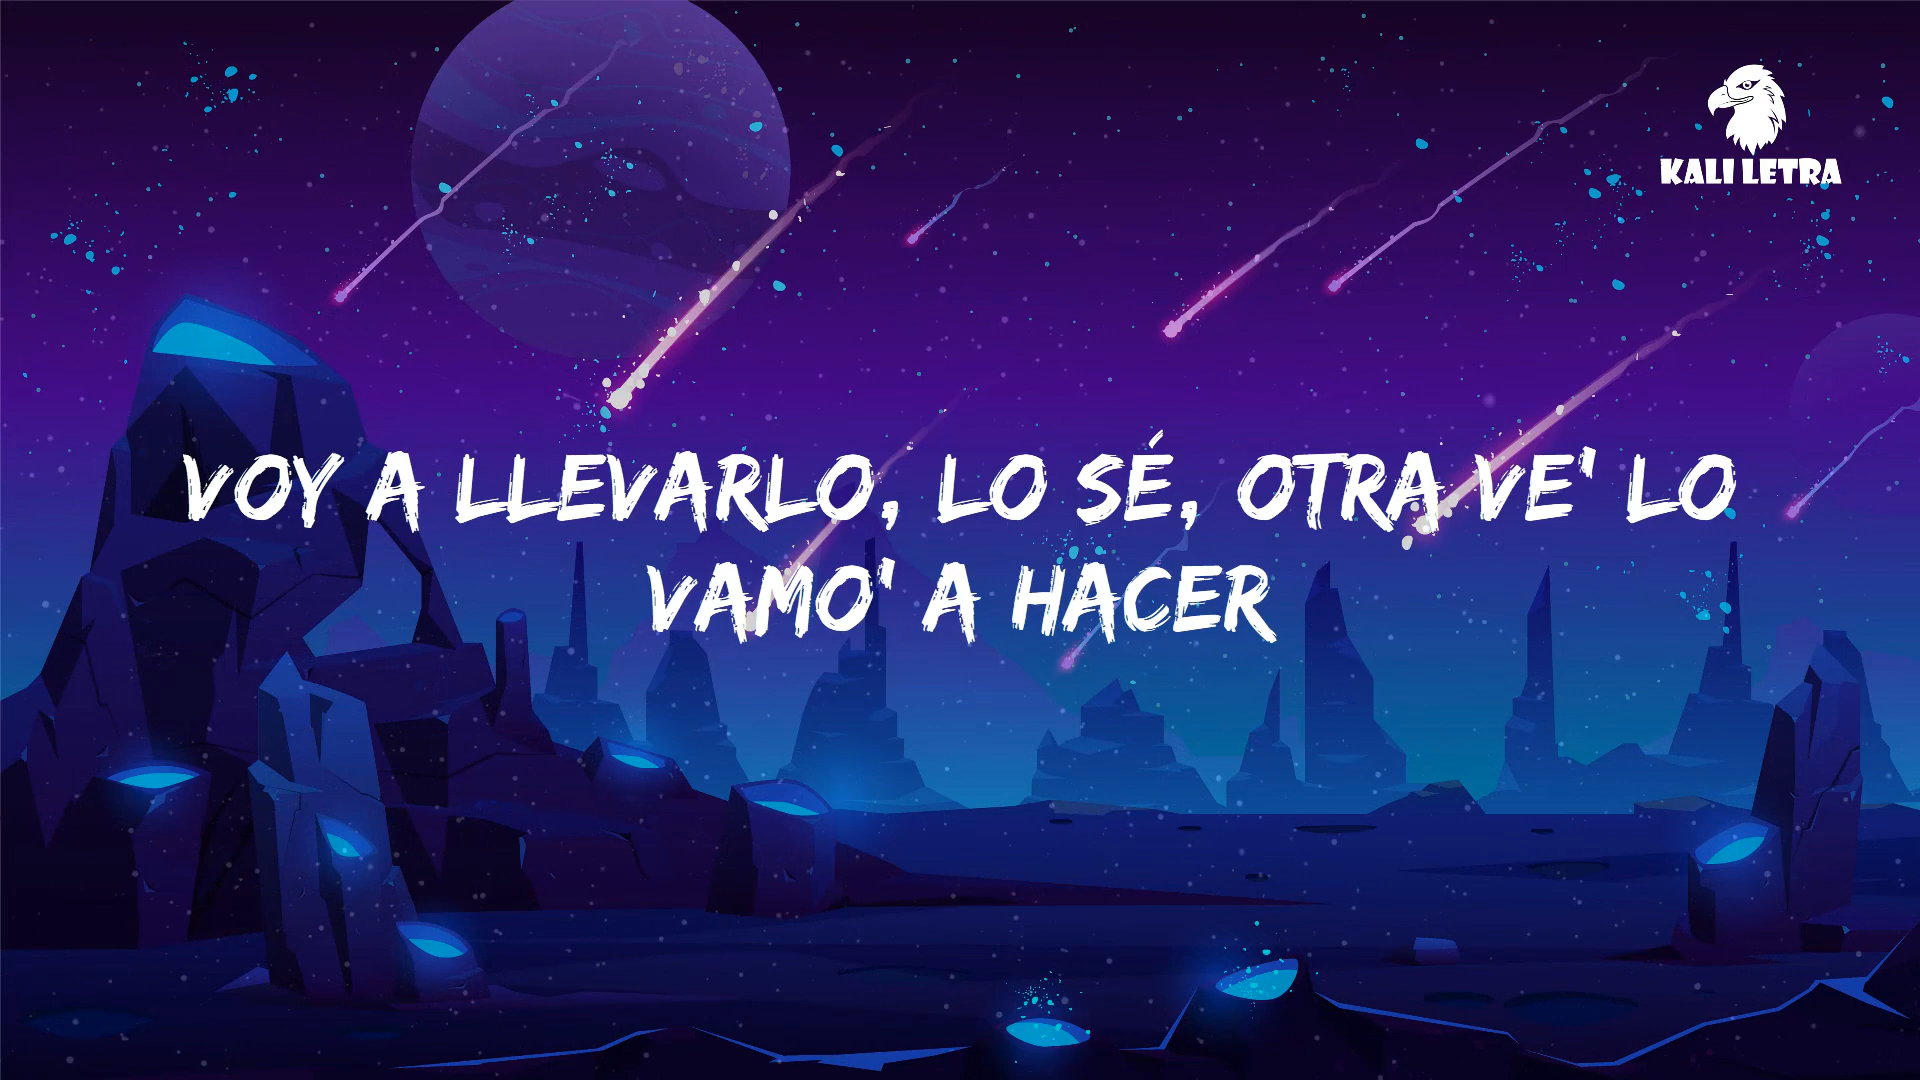 KALI LETRA
VOY A LLEVARLO, LO SÉ, OTRA VE' LO
VAMO' A HACER